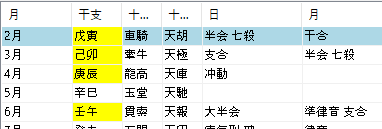 月 干支 十... 十... 日 月
2月 戊寅 車騎 天胡 半会 七殺 干合
3月 己卯 牽牛 天極 支合 半会 七殺
4月 庚辰 龍高 天庫 冲動
5月 辛巳 玉堂 天馳
6月 壬午 貫索 天報 大半会 準律音 支合